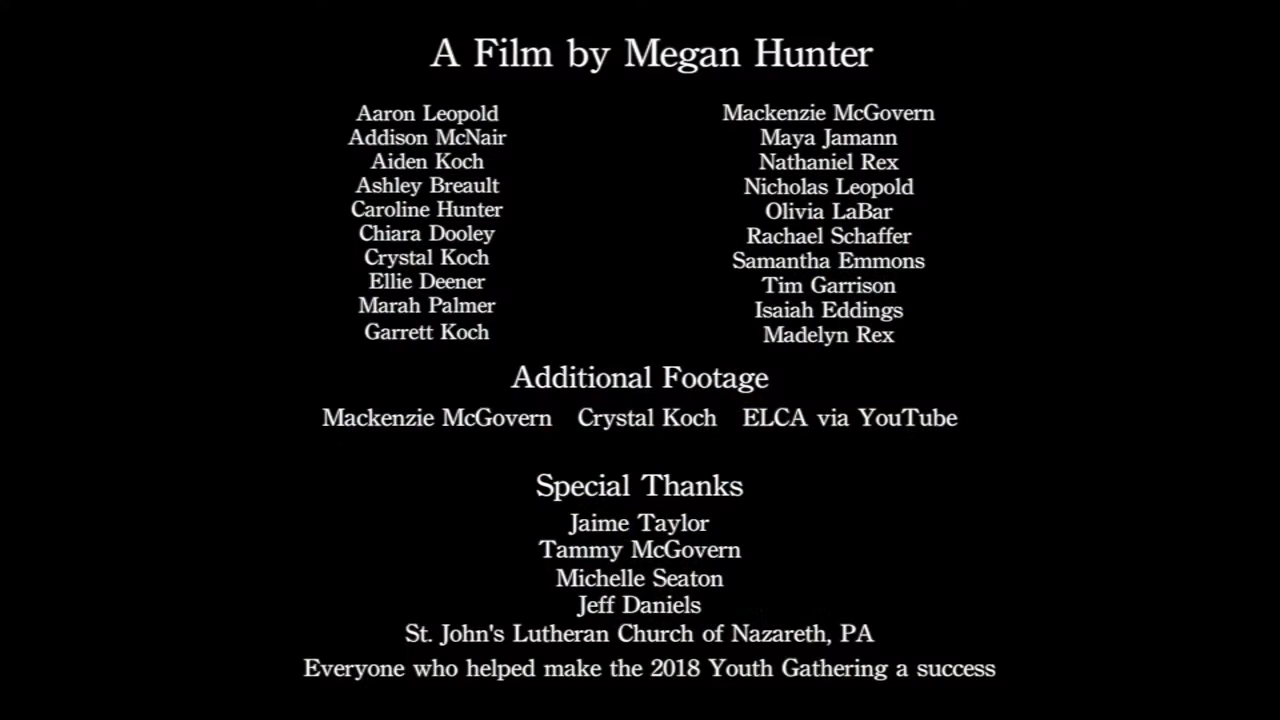 A Film by Megan Hunter
Aaron Leopold
Addison McNair
Aiden Koch
Ashley Breault
Caroline Hunter
Chiara Dooley
Crystal Koch
Ellie Deener
Marah Palmer
Garrett Koch
Mackenzie McGovern
Maya Jamann
Nathaniel Rex
Nicholas Leopold
Olivia LaBar
Rachael Schaffer
Samantha Emmons
Tim Garrison
Isaiah Eddings
Madelyn Rex
Additional Footage
Mackenzie McGovern Crystal Koch ELCA via YouTube
Special Thanks
Jaime Taylor
Tammy McGovern
Michelle Seaton
Jeff Daniels
St. John's Lutheran Church of Nazareth, PA
Everyone who helped make the 2018 Youth Gathering a success